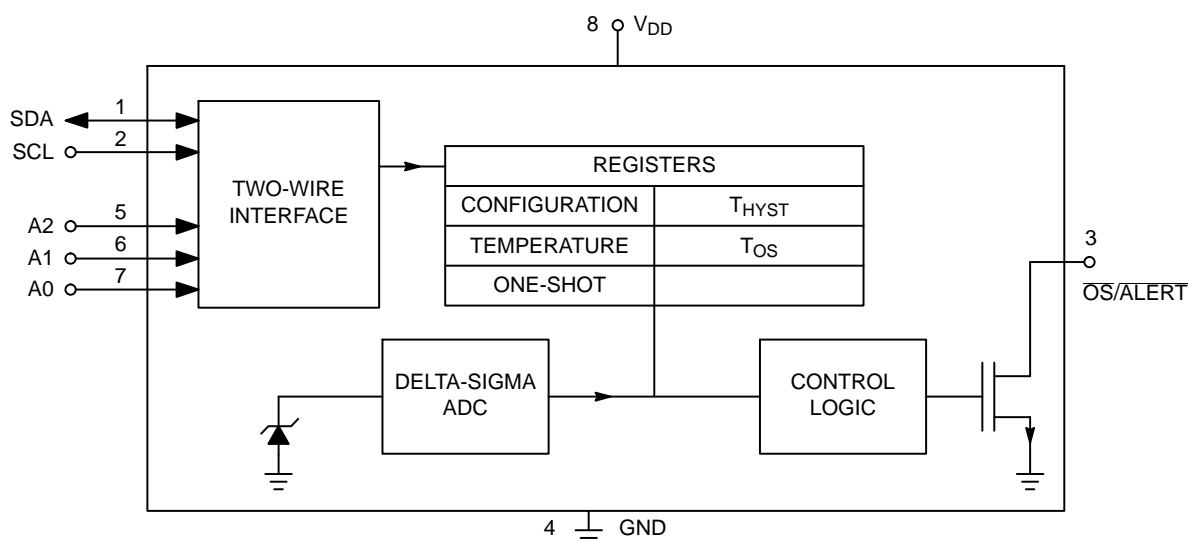 8 VDD
SDA 1
SCL 2
A2 5
A1 6
A0 7
TWO-WIRE
INTERFACE
REGISTERS
CONFIGURATION THYST
TEMPERATURE TOS
ONE-SHOT
3
OS/ALERT
DELTA-SIGMA
ADC
CONTROL
LOGIC
4 GND